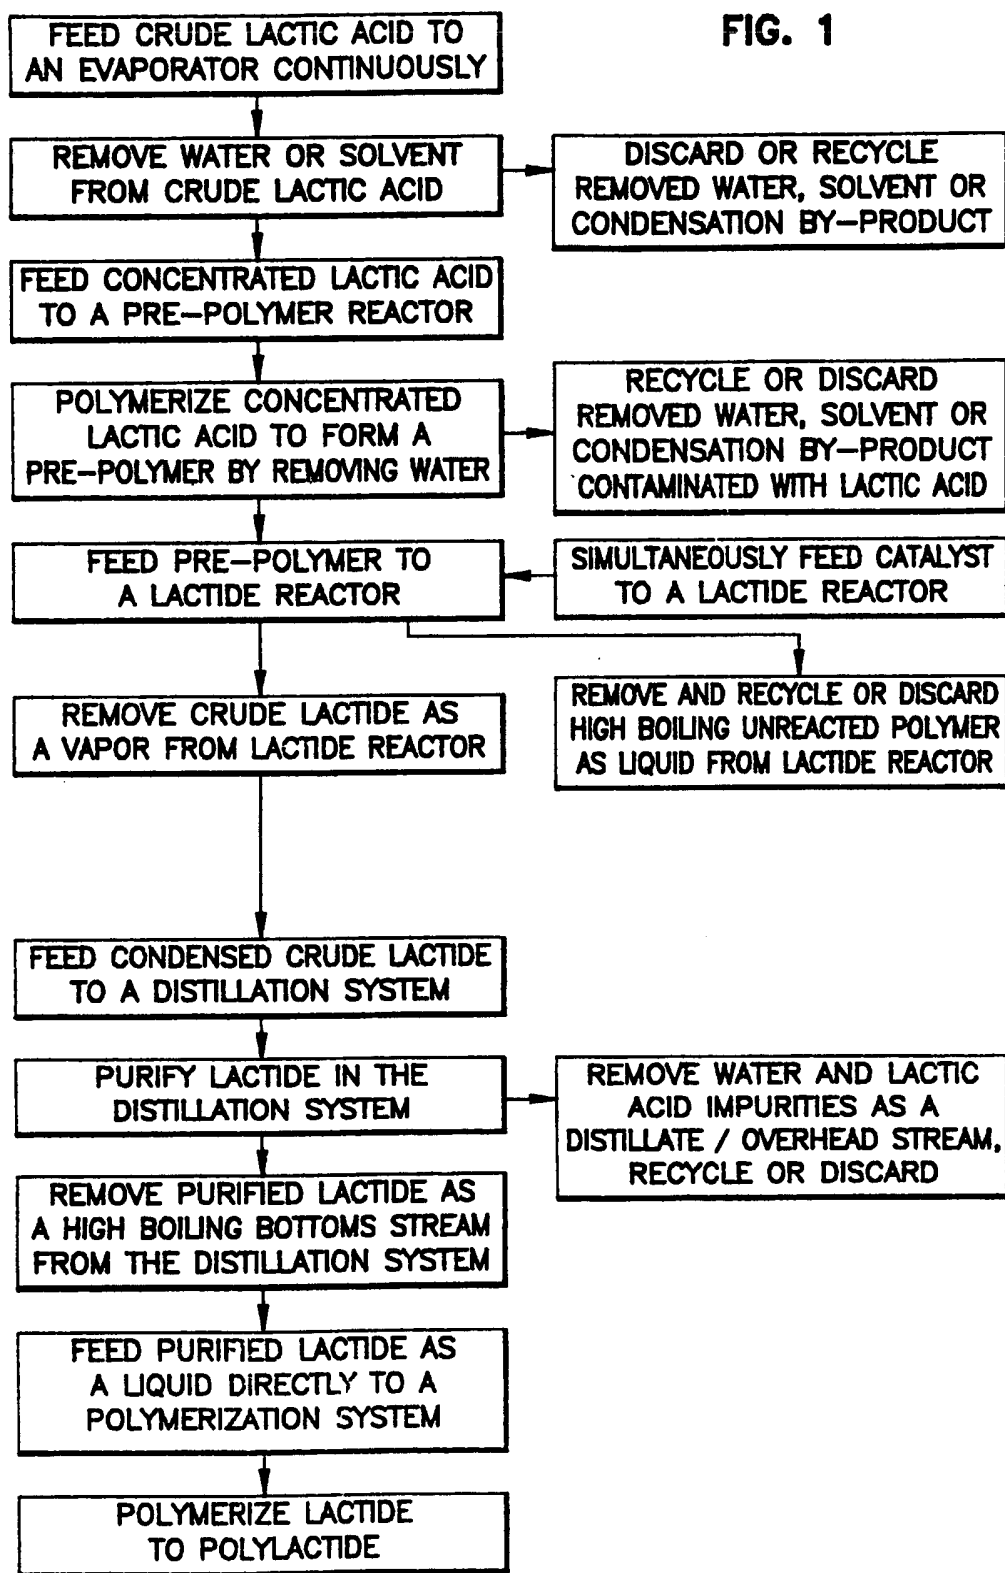 FIG. 1
FEED CRUDE LACTIC ACID TO
AN EVAPORATOR CONTINUOUSLY
REMOVE WATER OR SOLVENT
FROM CRUDE LACTIC ACID
DISCARD OR RECYCLE
REMOVED WATER, SOLVENT OR
CONDENSATION BY-PRODUCT
FEED CONCENTRATED LACTIC ACID
TO A PRE-POLYMER REACTOR
POLYMERIZE CONCENTRATED
LACTIC ACID TO FORM A
PRE-POLYMER BY REMOVING WATER
RECYCLE OR DISCARD
REMOVED WATER, SOLVENT OR
CONDENSATION BY-PRODUCT
CONTAMINATED WITH LACTIC ACID
FEED PRE-POLYMER TO
A LACTIDE REACTOR
SIMULTANEOUSLY FEED CATALYST
TO A LACTIDE REACTOR
REMOVE CRUDE LACTIDE AS
A VAPOR FROM LACTIDE REACTOR
REMOVE AND RECYCLE OR DISCARD
HIGH BOILING UNREACTED POLYMER
AS LIQUID FROM LACTIDE REACTOR
FEED CONDENSED CRUDE LACTIDE
TO A DISTILLATION SYSTEM
PURIFY LACTIDE IN THE
DISTILLATION SYSTEM
REMOVE WATER AND LACTIC
ACID IMPURITIES AS A
DISTILLATE / OVERHEAD STREAM,
RECYCLE OR DISCARD
REMOVE PURIFIED LACTIDE AS
A HIGH BOILING BOTTOMS STREAM
FROM THE DISTILLATION SYSTEM
FEED PURIFIED LACTIDE AS
A LIQUID DIRECTLY TO A
POLYMERIZATION SYSTEM
POLYMERIZE LACTIDE
TO POLYLACTIDE